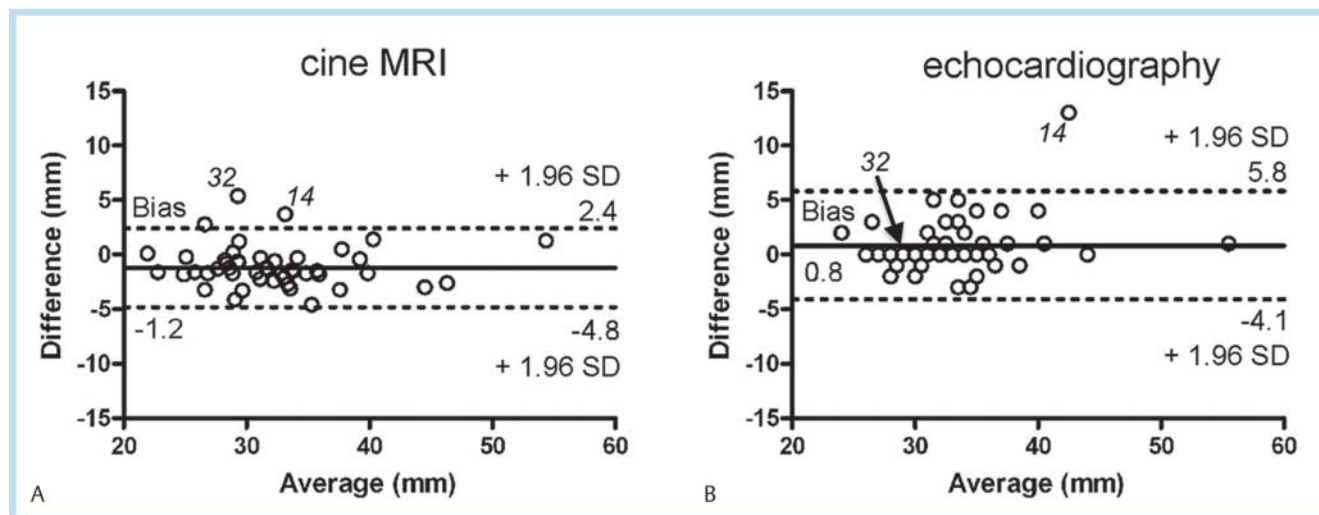 cine MRI
15
10
5
0
-5
-10
-15
Difference (mm)
32
14
Bias
+ 1.96 SD
2.4
-1.2
-4.8
+ 1.96 SD
20
30
40
50
60
Average (mm)
A
echocardiography
15
10
5
0
-5
-10
-15
Difference (mm)
14
+ 1.96 SD
32
5.8
Bias
0.8
-4.1
+ 1.96 SD
20
30
40
50
60
Average (mm)
B